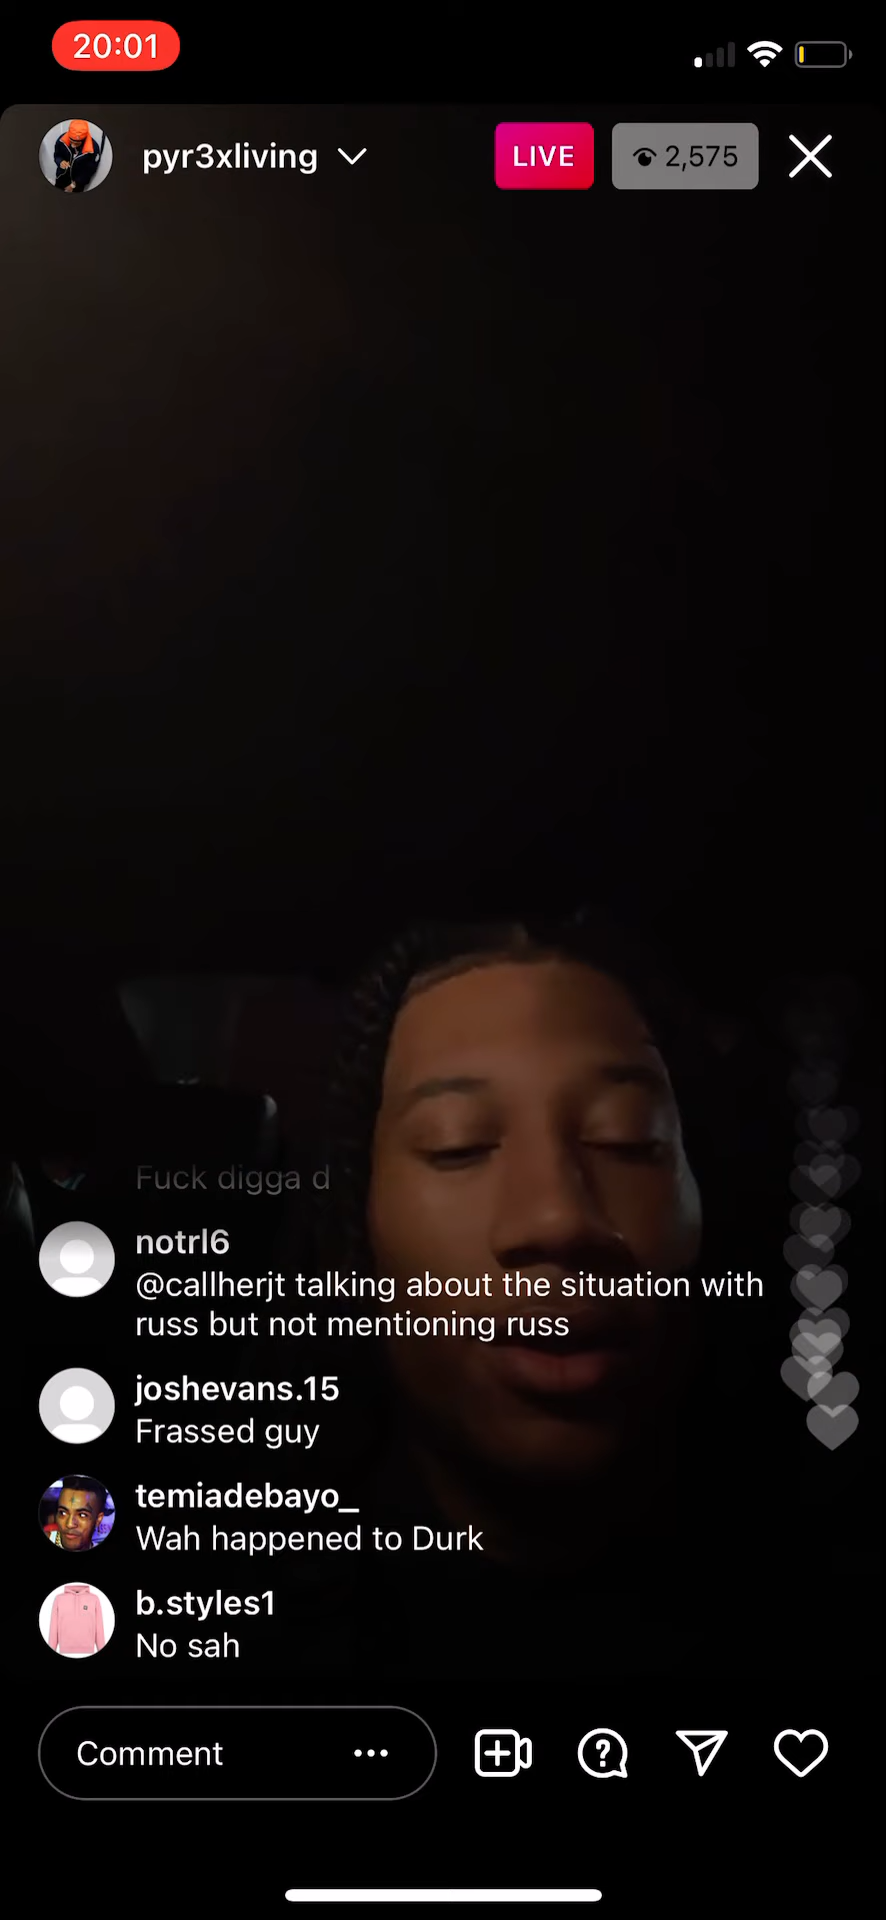 20:01
pyr3xliving
LIVE
2,575
Fuck digga d
notrl6
@callherjt talking about the situation with
russ but not mentioning russ
joshevans.15
Frassed guy
temiadebayo_
Wah happened to Durk
b.styles1
No sah
Comment